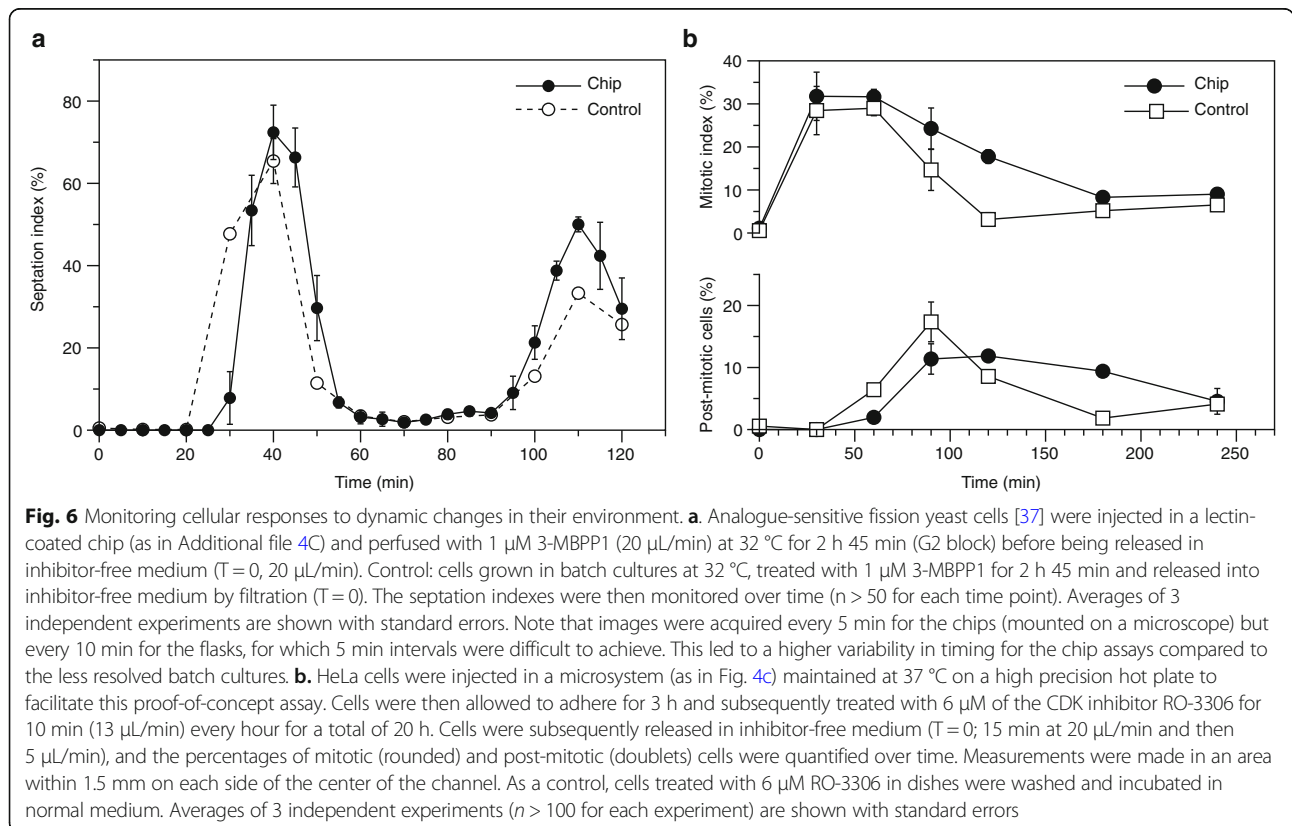 a
Septation index (%)
80
60
40
20
0
Chip
Control
0 20 40 60 80 100 120
Time (min)
b
Mitotic index (%)
40
30
20
10
0
Chip
Control
Post-mitotic cells (%)
20
10
0
0 50 100 150 200 250
Time (min)
Fig. 6 Monitoring cellular responses to dynamic changes in their environment. a. Analogue-sensitive fission yeast cells [37] were injected in a lectin-
coated chip (as in Additional file 4C) and perfused with 1 μM 3-MBPP1 (20 μL/min) at 32 °C for 2 h 45 min (G2 block) before being released in
inhibitor-free medium (T = 0, 20 μL/min). Control: cells grown in batch cultures at 32 °C, treated with 1 μM 3-MBPP1 for 2 h 45 min and released into
inhibitor-free medium by filtration (T = 0). The septation indexes were then monitored over time (n > 50 for each time point). Averages of 3
independent experiments are shown with standard errors. Note that images were acquired every 5 min for the chips (mounted on a microscope) but
every 10 min for the flasks, for which 5 min intervals were difficult to achieve. This led to a higher variability in timing for the chip assays compared to
the less resolved batch cultures. b. HeLa cells were injected in a microsystem (as in Fig. 4c) maintained at 37 °C on a high precision hot plate to
facilitate this proof-of-concept assay. Cells were then allowed to adhere for 3 h and subsequently treated with 6 μM of the CDK inhibitor RO-3306 for
10 min (13 μL/min) every hour for a total of 20 h. Cells were subsequently released in inhibitor-free medium (T = 0; 15 min at 20 μL/min and then
5 μL/min), and the percentages of mitotic (rounded) and post-mitotic (doublets) cells were quantified over time. Measurements were made in an area
within 1.5 mm on each side of the center of the channel. As a control, cells treated with 6 μM RO-3306 in dishes were washed and incubated in
normal medium. Averages of 3 independent experiments (n > 100 for each experiment) are shown with standard errors